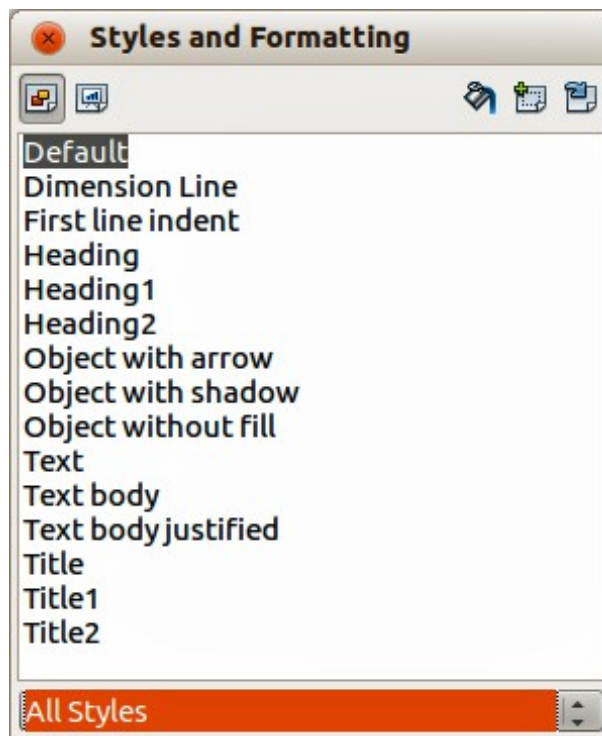 Styles and Formatting
Default
Dimension Line
First line indent
Heading
Heading1
Heading2
Object with arrow
Object with shadow
Object without fill
Text
Text body
Text body justified
Title
Title1
Title2
All Styles